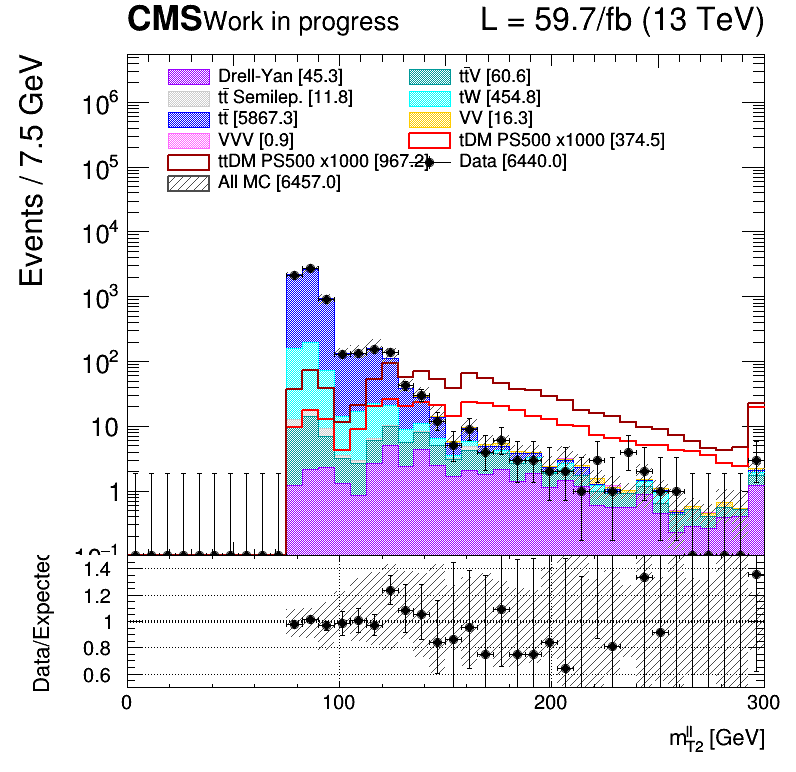 CMS Work in progress L = 59.7/fb (13 TeV)
Events / 7.5 GeV
Drell-Yan [45.3] tt̄V [60.6]
tt̄ Semilep. [11.8] tW [454.8]
tt̄ [5867.3] VV [16.3]
VVV [0.9] tDM PS500 x1000 [374.5]
ttDM PS500 x1000 [967.2] Data [6440.0]
All MC [6457.0]
10⁶
10⁵
10⁴
10³
10²
10
1
10⁻¹
Data/Expected
1.4
1.2
1
0.8
0.6
0 100 200 300
m_{T2}^{ll} [GeV]